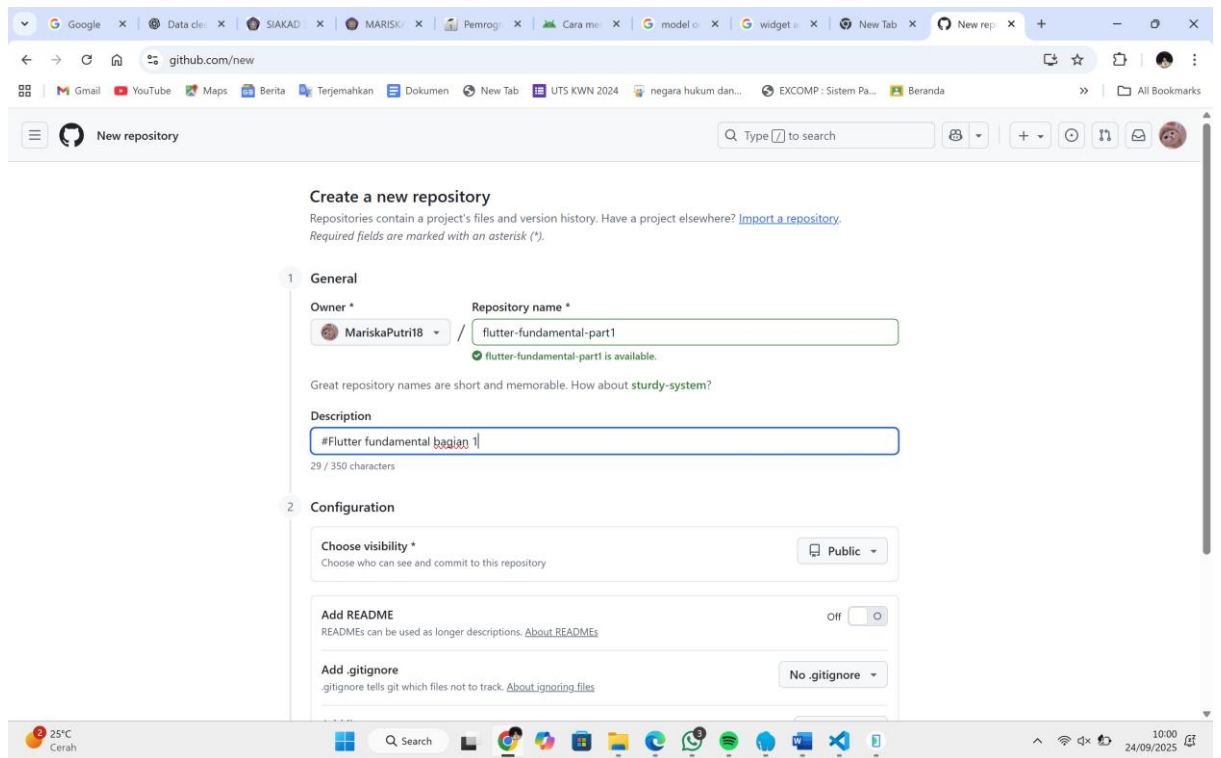 Google
Data cle
SIAKAD
MARISK
Pemrogr
Cara me
model o
widget
New Tab
New rep
github.com/new
Gmail YouTube Maps Berita Terjemahkan Dokumen New Tab UTS KWN 2024 negara hukum dan... EXCOMP : Sistem Pa... Beranda » All Bookmarks
New repository
Type / to search
Create a new repository
Repositories contain a project's files and version history. Have a project elsewhere? Import a repository.
Required fields are marked with an asterisk (*).
1 General
Owner * Repository name *
MariskaPutri18 / flutter-fundamental-part1
flutter-fundamental-part1 is available.
Great repository names are short and memorable. How about sturdy-system?
Description
#Flutter fundamental bagian 1
29 / 350 characters
2 Configuration
Choose visibility * Public
Choose who can see and commit to this repository
Add README Off
READMEs can be used as longer descriptions. About READMEs
Add .gitignore No .gitignore
.gitignore tells git which files not to track. About ignoring files
2 25°C
Cerah
Search
3
10:00
24/09/2025